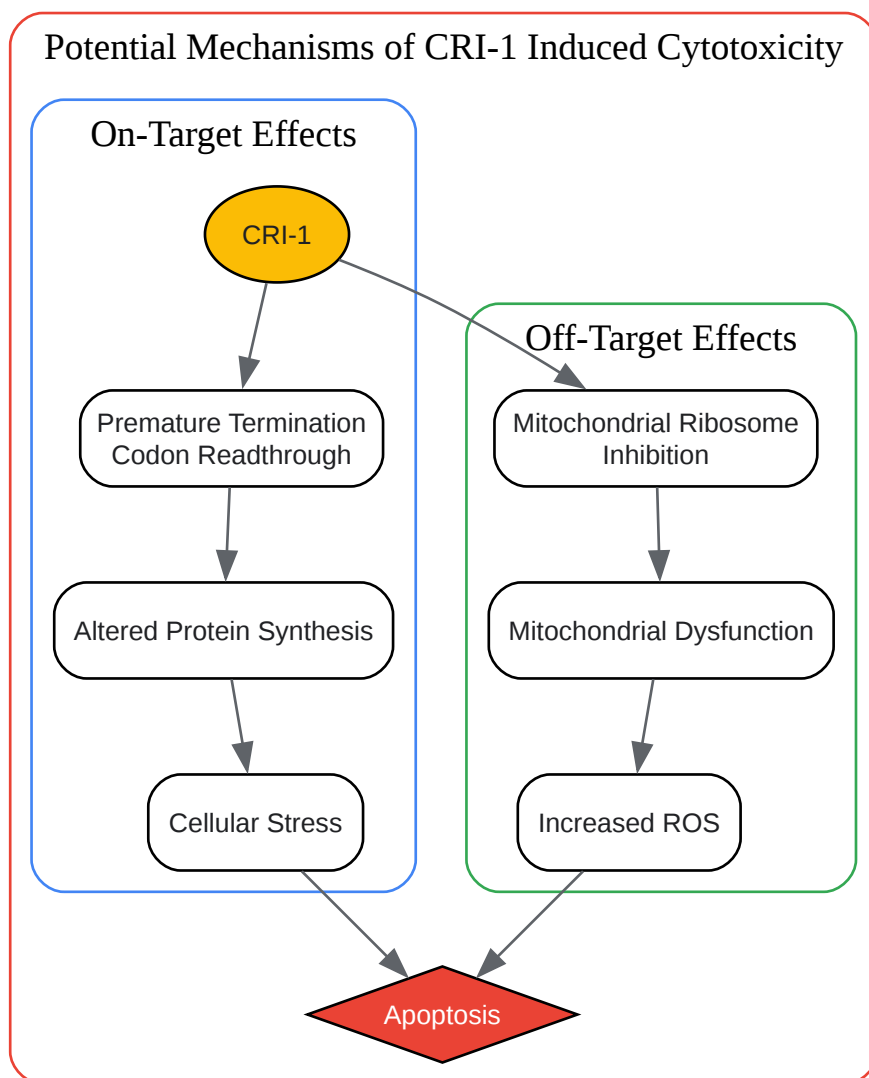 Potential Mechanisms of CRI-1 Induced Cytotoxicity
On-Target Effects
CRI-1
Premature Termination
Codon Readthrough
Altered Protein Synthesis
Cellular Stress
Off-Target Effects
Mitochondrial Ribosome
Inhibition
Mitochondrial Dysfunction
Increased ROS
Apoptosis